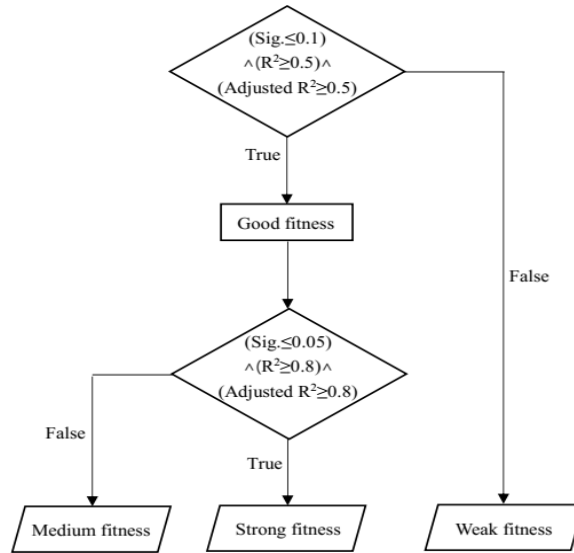 (Sig.≤0.1)
∧(R²≥0.5)∧
(Adjusted R²≥0.5)
True
Good fitness
False
(Sig.≤0.05)
∧(R²≥0.8)∧
(Adjusted R²≥0.8)
False
True
Medium fitness
Strong fitness
Weak fitness